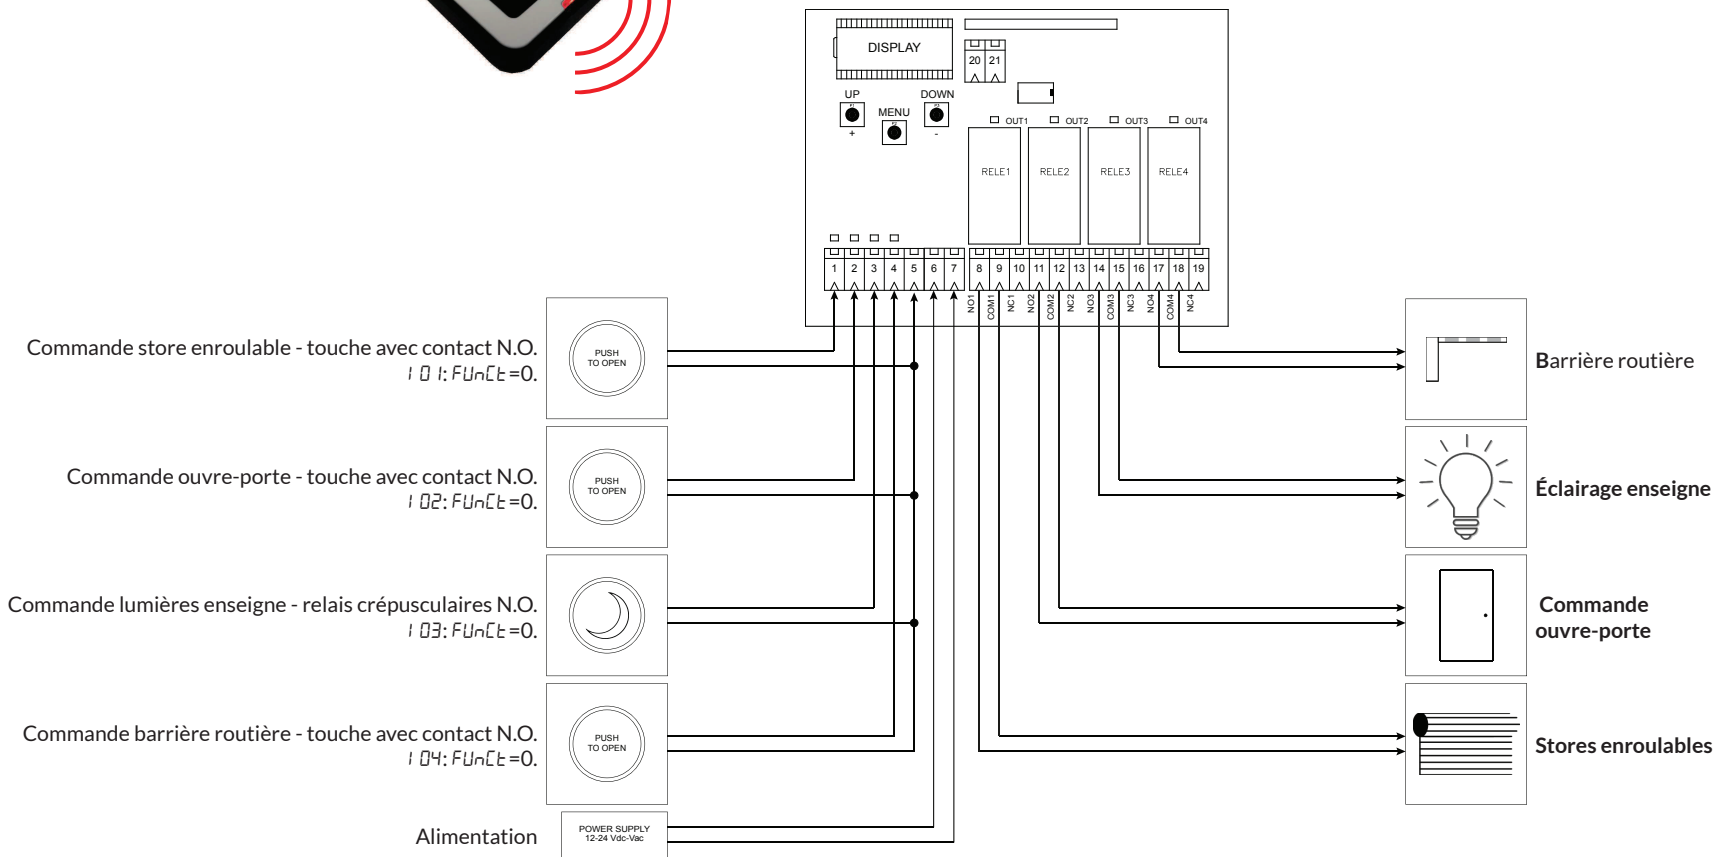 DISPLAY
20 21
UP
DOWN
MENU
+
-
OUT1
OUT2
OUT3
OUT4
RELE1
RELE2
RELE3
RELE4
1 2 3 4 5 6 7 8 9 10 11 12 13 14 15 16 17 18 19
NO1 COM1 NC1 NO2 COM2 NC2 NO3 COM3 NC3 NO4 COM4 NC4
Commande store enroulable - touche avec contact N.O.
101: FUnCt=0.
PUSH
TO OPEN
Commande ouvre-porte - touche avec contact N.O.
102: FUnCt=0.
PUSH
TO OPEN
Commande lumières enseigne - relais crépusculaires N.O.
103: FUnCt=0.
Commande barrière routière - touche avec contact N.O.
104: FUnCt=0.
PUSH
TO OPEN
Alimentation
POWER SUPPLY
12-24 Vdc-Vac
Barrière routière
Éclairage enseigne
Commande
ouvre-porte
Stores enroulables